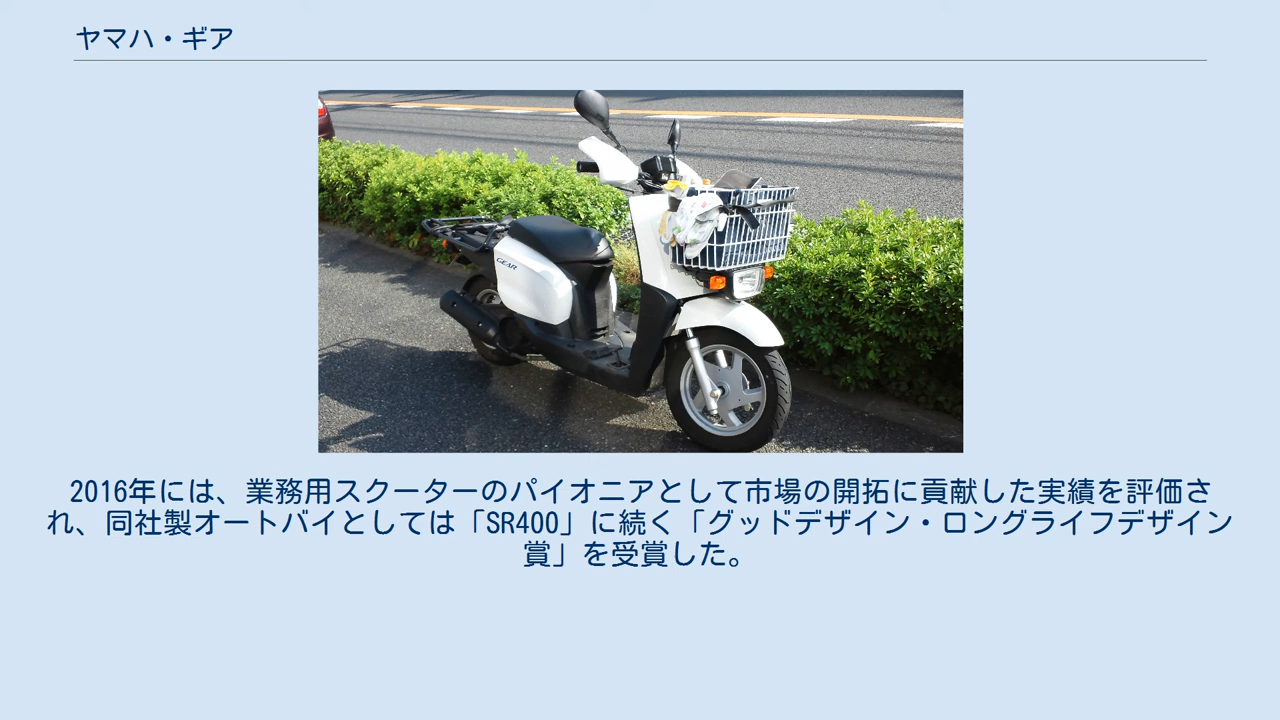 ヤマハ・ギア
GEAR
2016年には、業務用スクーターのパイオニアとして市場の開拓に貢献した実績を評価さ
れ、同社製オートバイとしては「SR400」に続く「グッドデザイン・ロングライフデザイン
賞」を受賞した。